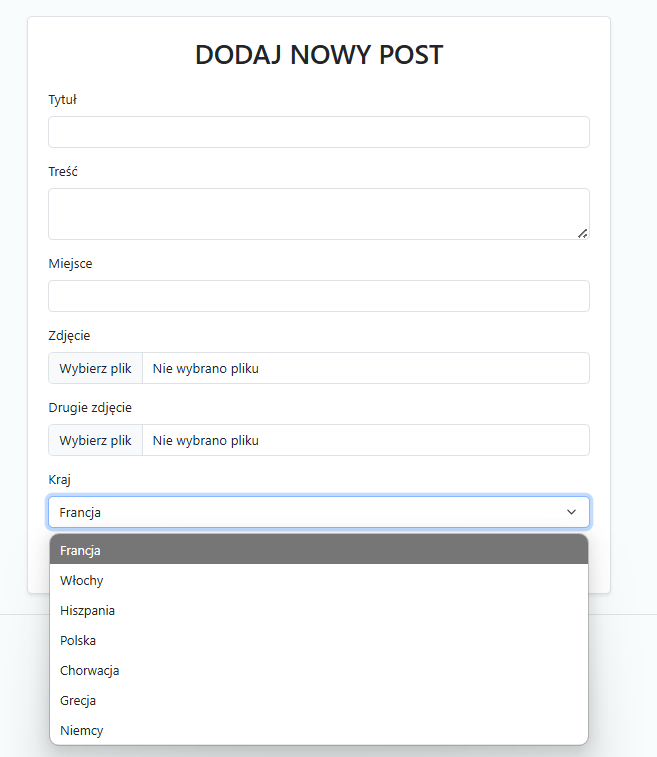 DODAJ NOWY POST
Tytuł
Treść
Miejsce
Zdjęcie
Wybierz plik Nie wybrano pliku
Drugie zdjęcie
Wybierz plik Nie wybrano pliku
Kraj
Francja
Francja
Włochy
Hiszpania
Polska
Chorwacja
Grecja
Niemcy